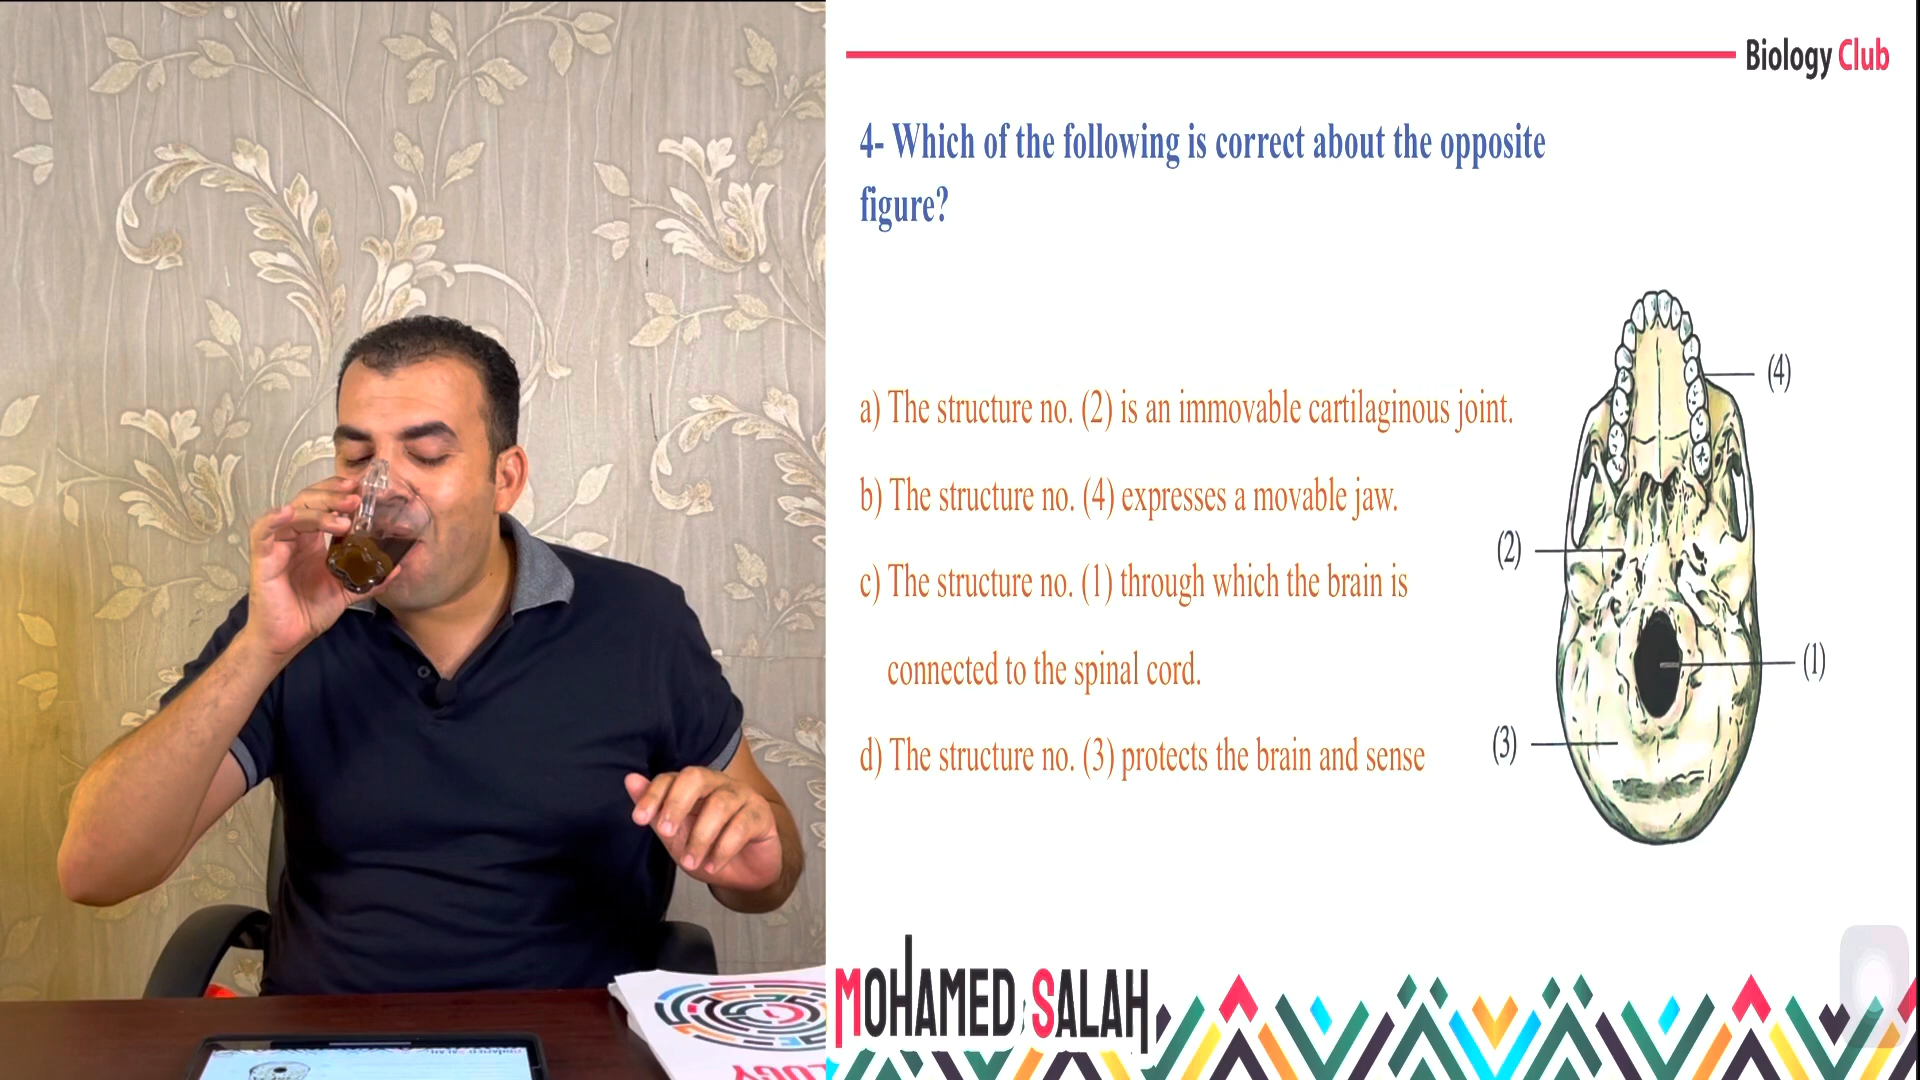 Biology Club
4- Which of the following is correct about the opposite
figure?
a) The structure no. (2) is an immovable cartilaginous joint.
b) The structure no. (4) expresses a movable jaw.
c) The structure no. (1) through which the brain is
connected to the spinal cord.
d) The structure no. (3) protects the brain and sense
(4)
(2)
(1)
(3)
MOHAMED SALAH